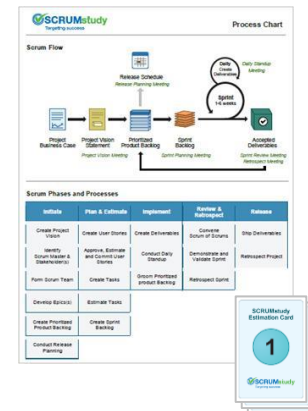 SCRUMstudy
Targeting success
Process Chart
Scrum Flow
Daily
Create
Deliverables
Daily Standup
Meeting
Release Schedule
Release Planning Meeting
Sprint
1-6 weeks
Project
Business Case
Project Vision
Statement
Prioritized
Product Backlog
Sprint
Backlog
Accepted
Deliverables
Project Vision Meeting
Sprint Planning Meeting
Sprint Review Meeting
Retrospect Meeting
Scrum Phases and Processes
Initiate
Plan & Estimate
Implement
Review &
Retrospect
Release
Create Project
Vision
Create User Stories
Create Deliverables
Convene
Scrum of Scrums
Ship Deliverables
Identify
Scrum Master &
Stakeholder(s)
Approve, Estimate
and Commit User
Stories
Conduct Daily
Standup
Demonstrate and
Validate Sprint
Retrospect Project
Form Scrum Team
Create Tasks
Groom Prioritized
product Backlog
Retrospect Sprint
Develop Epic(s)
Estimate Tasks
Create Prioritized
Product Backlog
Create Sprint
Backlog
Conduct Release
Planning
SCRUMstudy
Estimation Card
1
SCRUMstudy